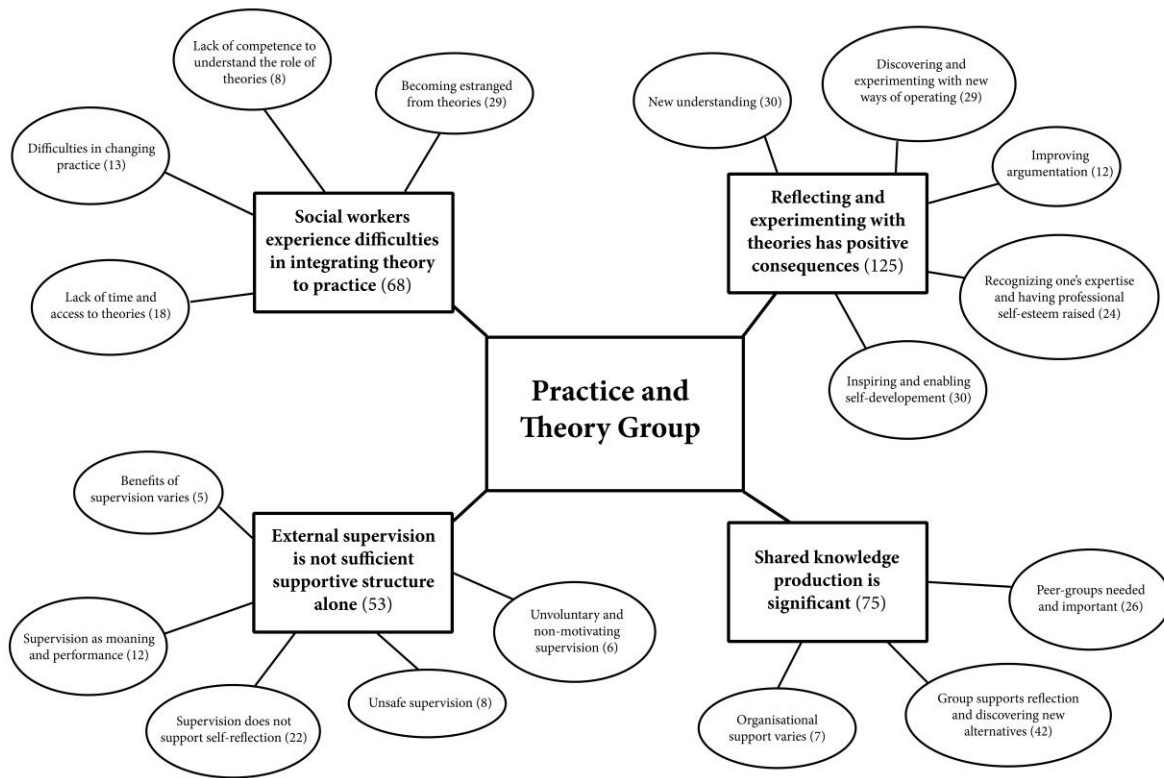 Lack of competence to
understand the role of
theories (8)
Becoming estranged
from theories (29)
Difficulties in changing
practice (13)
Lack of time and
access to theories (18)
Social workers
experience difficulties
in integrating theory
to practice (68)
New understanding (30)
Discovering and
experimenting with new
ways of operating (29)
Improving
argumentation (12)
Recognizing one's expertise
and having professional
self-esteem raised (24)
Inspiring and enabling
self-developement (30)
Reflecting and
experimenting with
theories has positive
consequences (125)
Practice and
Theory Group
Benefits of
supervision varies (5)
External supervision
is not sufficient
supportive structure
alone (53)
Supervision as moaning
and performance (12)
Supervision does not
support self-reflection (22)
Unsafe supervision (8)
Unvoluntary and
non-motivating
supervision (6)
Shared knowledge
production is
significant (75)
Peer-groups needed
and important (26)
Group supports reflection
and discovering new
alternatives (42)
Organisational
support varies (7)